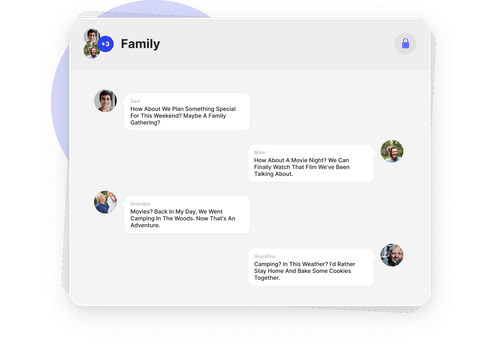 +3
Family
Dad
How About We Plan Something Special
For This Weekend? Maybe A Family
Gathering?
Mom
How About A Movie Night? We Can
Finally Watch That Film We've Been
Talking About.
Grandpa
Movies? Back In My Day, We Went
Camping In The Woods. Now That's An
Adventure.
Grandma
Camping? In This Weather? I'd Rather
Stay Home And Bake Some Cookies
Together.